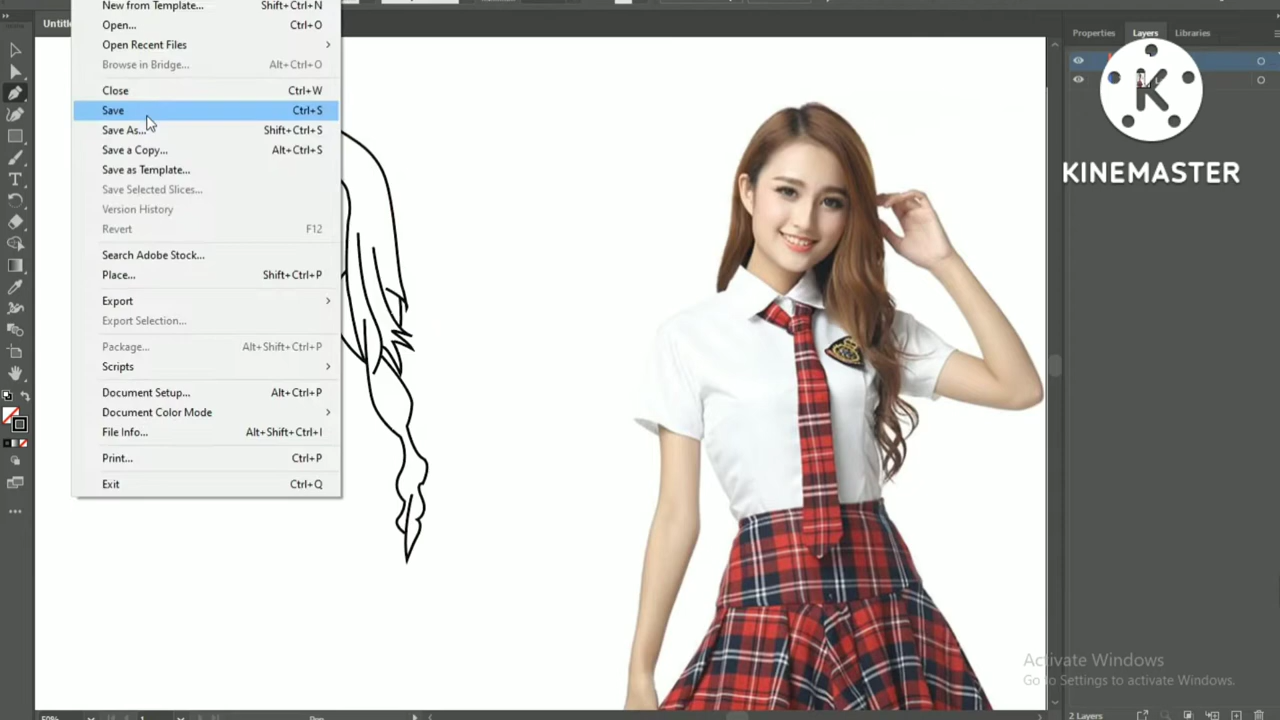 New from Template... Shift+Ctrl+N
Untitle
Open... Ctrl+O
Properties Layers Libraries
Open Recent Files
Browse in Bridge... Alt+Ctrl+O
Close Ctrl+W
Save Ctrl+S
Save As... Shift+Ctrl+S
Save a Copy... Alt+Ctrl+S
Save as Template... 
KINEMASTER
Save Selected Slices...
Version History
Revert F12
Search Adobe Stock...
Place... Shift+Ctrl+P
Export
Export Selection...
Package... Alt+Shift+Ctrl+P
Scripts
Document Setup... Alt+Ctrl+P
Document Color Mode
File Info... Alt+Shift+Ctrl+I
Print... Ctrl+P
Exit Ctrl+Q
Activate Windows
Go to Settings to activate Windows.
50% 1 Pen
2 Layers